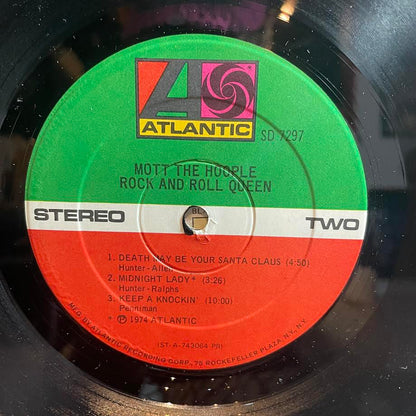 ATLANTIC
SD 7297
MOTT THE HOOPLE
ROCK AND ROLL QUEEN
STEREO
TWO
1. DEATH MAY BE YOUR SANTA CLAUS (4:50)
Hunter-Allen
2. MIDNIGHT LADY* (3:26)
Hunter-Ralphs
3. KEEP A KNOCKIN' (10:00)
Penniman
* Ⓟ 1974 ATLANTIC
(ST-A-743064 PR)
MFG. BY ATLANTIC RECORDING CORP., 75 ROCKEFELLER PLAZA, N.Y., N.Y.